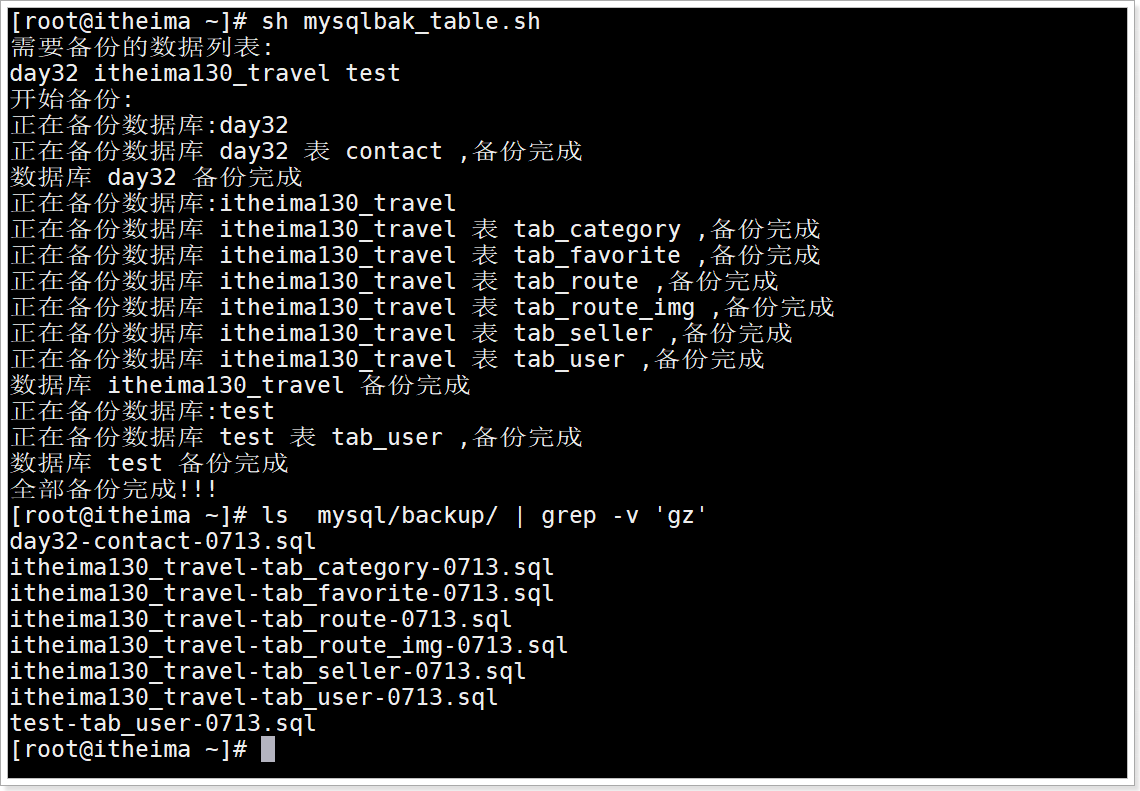 [root@itheima ~]# sh mysqlbak_table.sh
需要备份的数据列表:
day32 itheima130_travel test
开始备份:
正在备份数据库:day32
正在备份数据库 day32 表 contact ,备份完成
数据库 day32 备份完成
正在备份数据库:itheima130_travel
正在备份数据库 itheima130_travel 表 tab_category ,备份完成
正在备份数据库 itheima130_travel 表 tab_favorite ,备份完成
正在备份数据库 itheima130_travel 表 tab_route ,备份完成
正在备份数据库 itheima130_travel 表 tab_route_img ,备份完成
正在备份数据库 itheima130_travel 表 tab_seller ,备份完成
正在备份数据库 itheima130_travel 表 tab_user ,备份完成
数据库 itheima130_travel 备份完成
正在备份数据库:test
正在备份数据库 test 表 tab_user ,备份完成
数据库 test 备份完成
全部备份完成!!!
[root@itheima ~]# ls  mysql/backup/ | grep -v 'gz'
day32-contact-0713.sql
itheima130_travel-tab_category-0713.sql
itheima130_travel-tab_favorite-0713.sql
itheima130_travel-tab_route-0713.sql
itheima130_travel-tab_route_img-0713.sql
itheima130_travel-tab_seller-0713.sql
itheima130_travel-tab_user-0713.sql
test-tab_user-0713.sql
[root@itheima ~]#